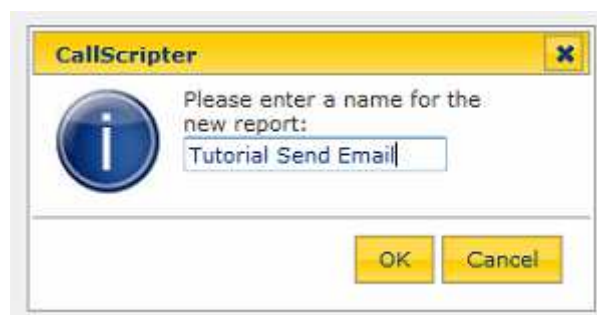 CallScripter
Please enter a name for the
new report:
Tutorial Send Email
OK Cancel